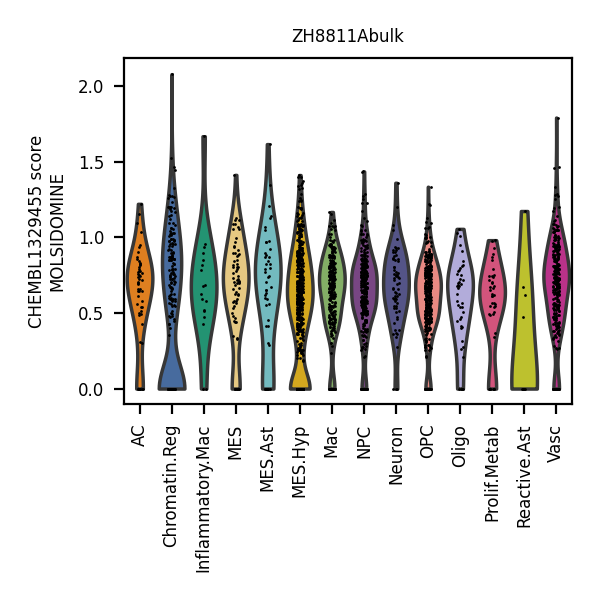 ZH8811Abulk
CHEMBL1329455 score
MOLSIDOMINE
2.0
1.5
1.0
0.5
0.0
AC
Chromatin.Reg
Inflammatory.Mac
MES
MES.Ast
MES.Hyp
Mac
NPC
Neuron
OPC
Oligo
Prolif.Metab
Reactive.Ast
Vasc